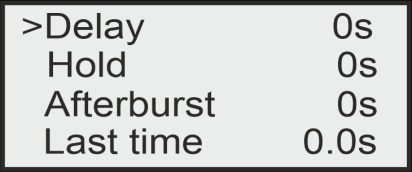 >Delay 0s
Hold 0s
Afterburst 0s
Last time 0.0s